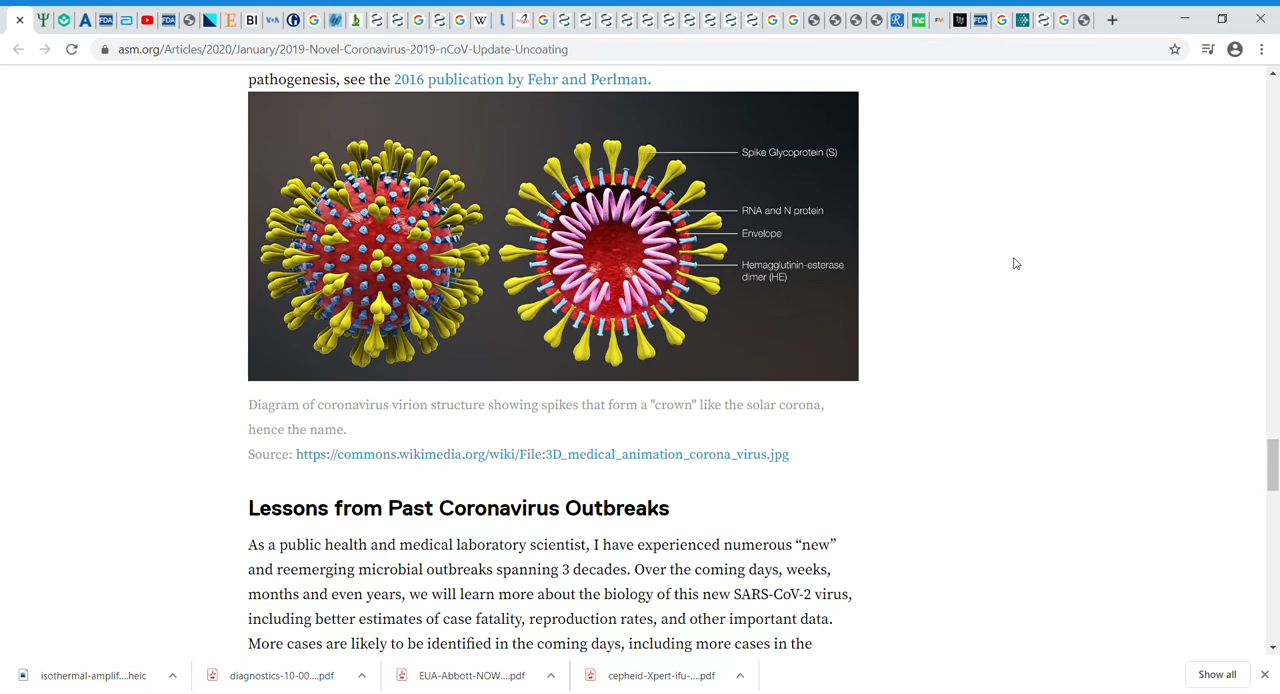 asm.org/Articles/2020/January/2019-Novel-Coronavirus-2019-nCoV-Update-Uncoating
pathogenesis, see the 2016 publication by Fehr and Perlman.
Spike Glycoprotein (S)
RNA and N protein
Envelope
Hemagglutinin-esterase
dimer (HE)
Diagram of coronavirus virion structure showing spikes that form a "crown" like the solar corona,
hence the name.
Source: https://commons.wikimedia.org/wiki/File:3D_medical_animation_corona_virus.jpg
Lessons from Past Coronavirus Outbreaks
As a public health and medical laboratory scientist, I have experienced numerous “new”
and reemerging microbial outbreaks spanning 3 decades. Over the coming days, weeks,
months and even years, we will learn more about the biology of this new SARS-CoV-2 virus,
including better estimates of case fatality, reproduction rates, and other important data.
More cases are likely to be identified in the coming days, including more cases in the
isothermal-amplif....heic
diagnostics-10-00....pdf
EUA-Abbott-NOW....pdf
cepheid-Xpert-ifu-....pdf
Show all